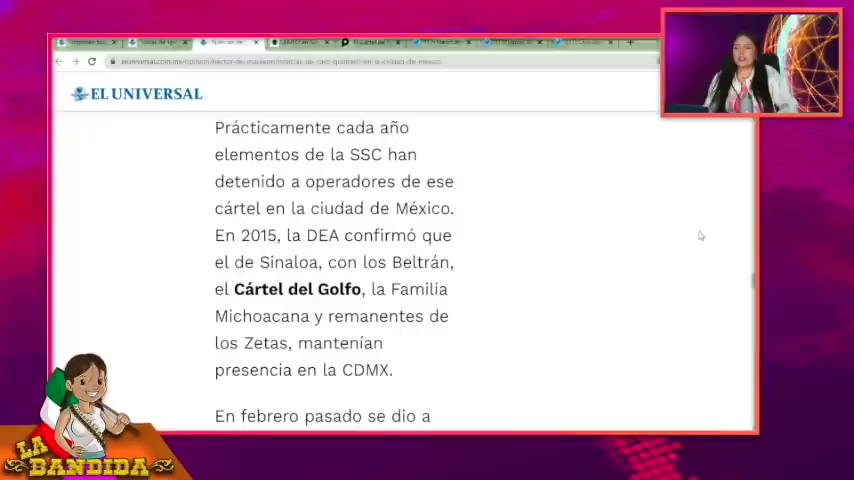 EL UNIVERSAL
Prácticamente cada año
elementos de la SSC han
detenido a operadores de ese
cártel en la ciudad de México.
En 2015, la DEA confirmó que
el de Sinaloa, con los Beltrán,
el Cártel del Golfo, la Familia
Michoacana y remanentes de
los Zetas, mantenían
presencia en la CDMX.
En febrero pasado se dio a
LA
BANDIDA